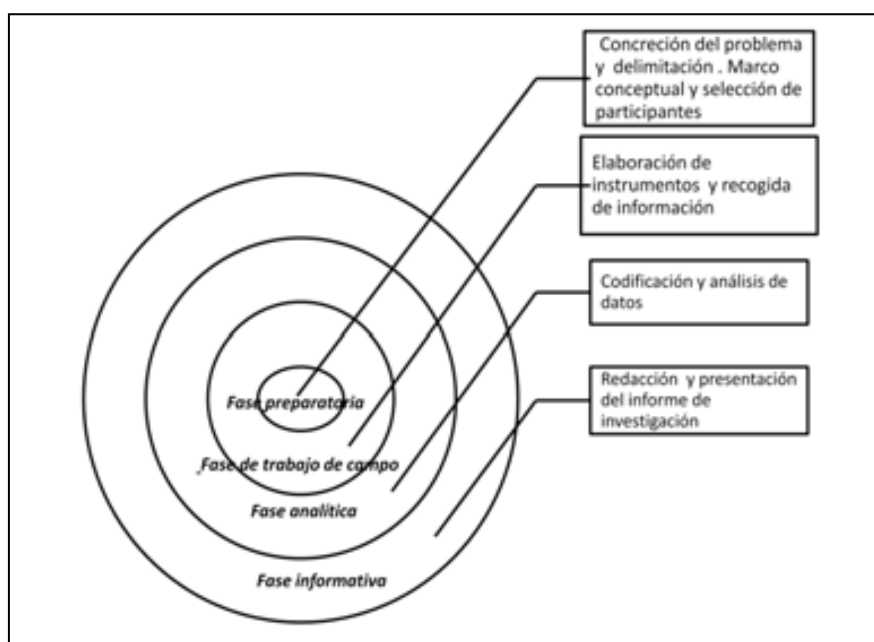 Concreción del problema
y delimitación . Marco
conceptual y selección de
participantes
Elaboración de
instrumentos y recogida
de información
Codificación y análisis de
datos
Redacción y presentación
del informe de
investigación
Fase preparatoria
Fase de trabajo de campo
Fase analítica
Fase informativa